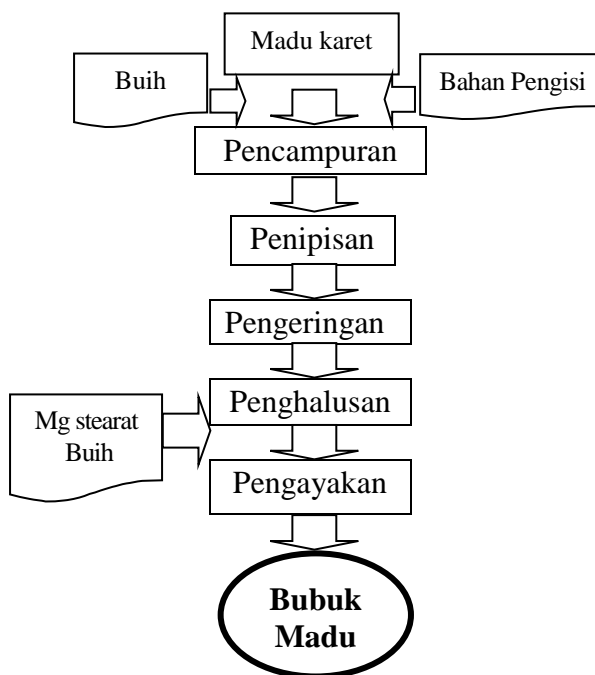 Madu karet
Buih
Bahan Pengisi
Pencampuran
Penipisan
Pengeringan
Penghalusan
Mg stearat
Buih
Pengayakan
Bubuk
Madu